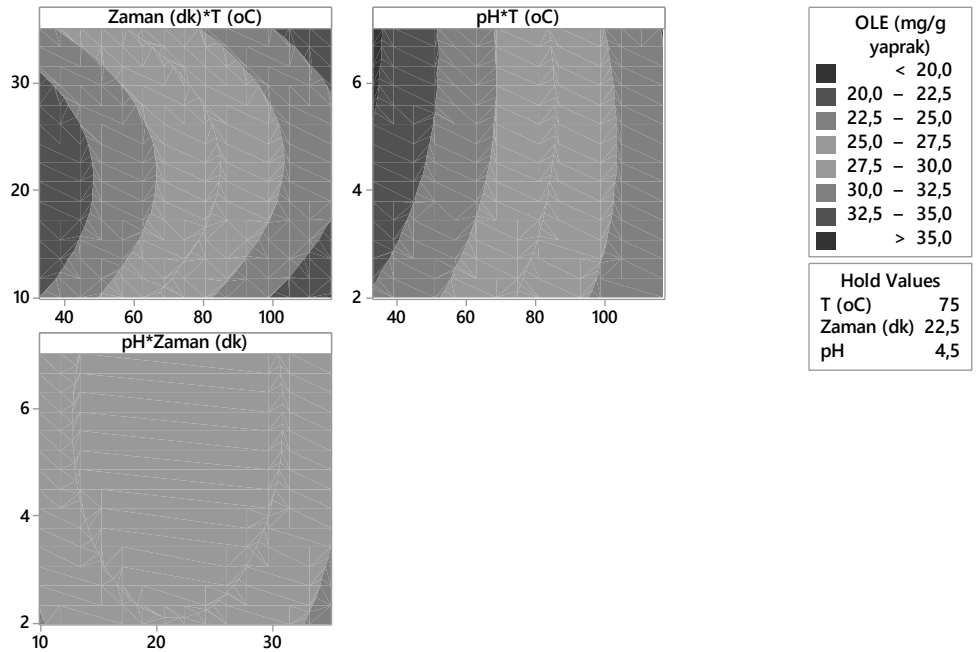 Zaman (dk)*T (oC)
30
20
10
40 60 80 100
pH*T (oC)
6
4
2
40 60 80 100
pH*Zaman (dk)
6
4
2
10 20 30
OLE (mg/g
yaprak)
< 20,0
20,0 – 22,5
22,5 – 25,0
25,0 – 27,5
27,5 – 30,0
30,0 – 32,5
32,5 – 35,0
> 35,0
Hold Values
T (oC) 75
Zaman (dk) 22,5
pH 4,5